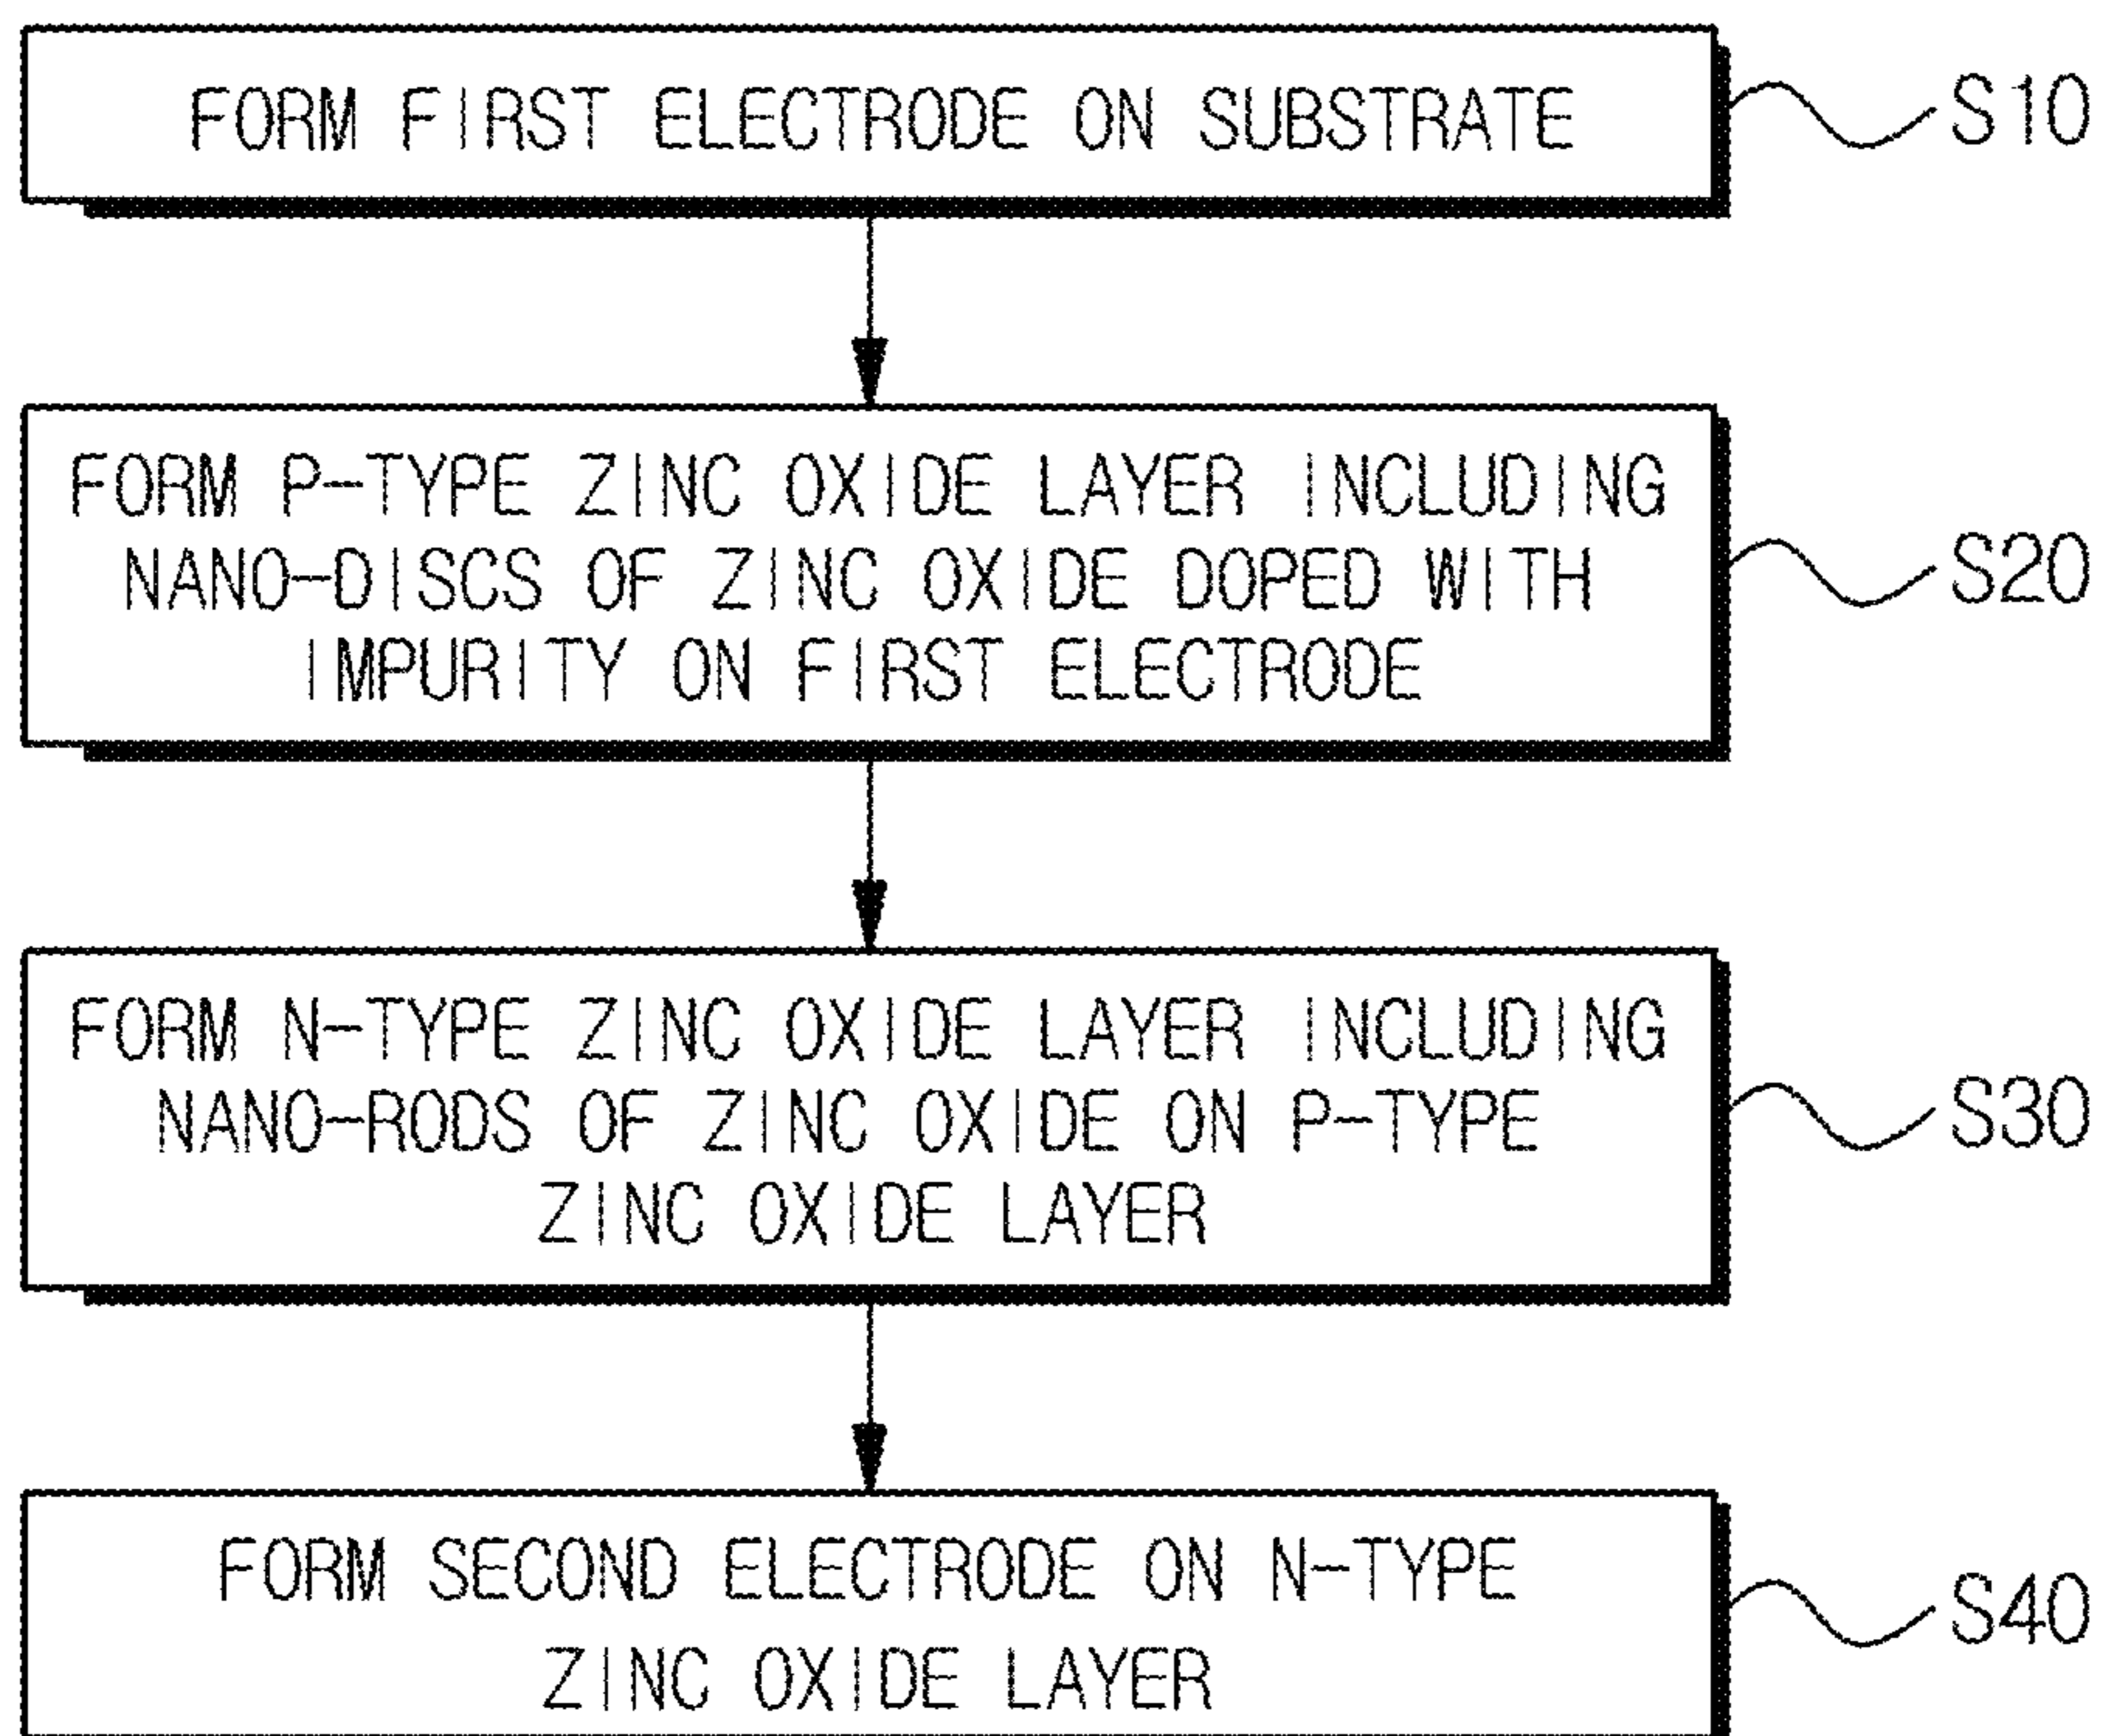 FORM FIRST ELECTRODE ON SUBSTRATE
S10
FORM P-TYPE ZINC OXIDE LAYER INCLUDING
NANO-DISCS OF ZINC OXIDE DOPED WITH
IMPURITY ON FIRST ELECTRODE
S20
FORM N-TYPE ZINC OXIDE LAYER INCLUDING
NANO-RODS OF ZINC OXIDE ON P-TYPE
ZINC OXIDE LAYER
S30
FORM SECOND ELECTRODE ON N-TYPE
ZINC OXIDE LAYER
S40